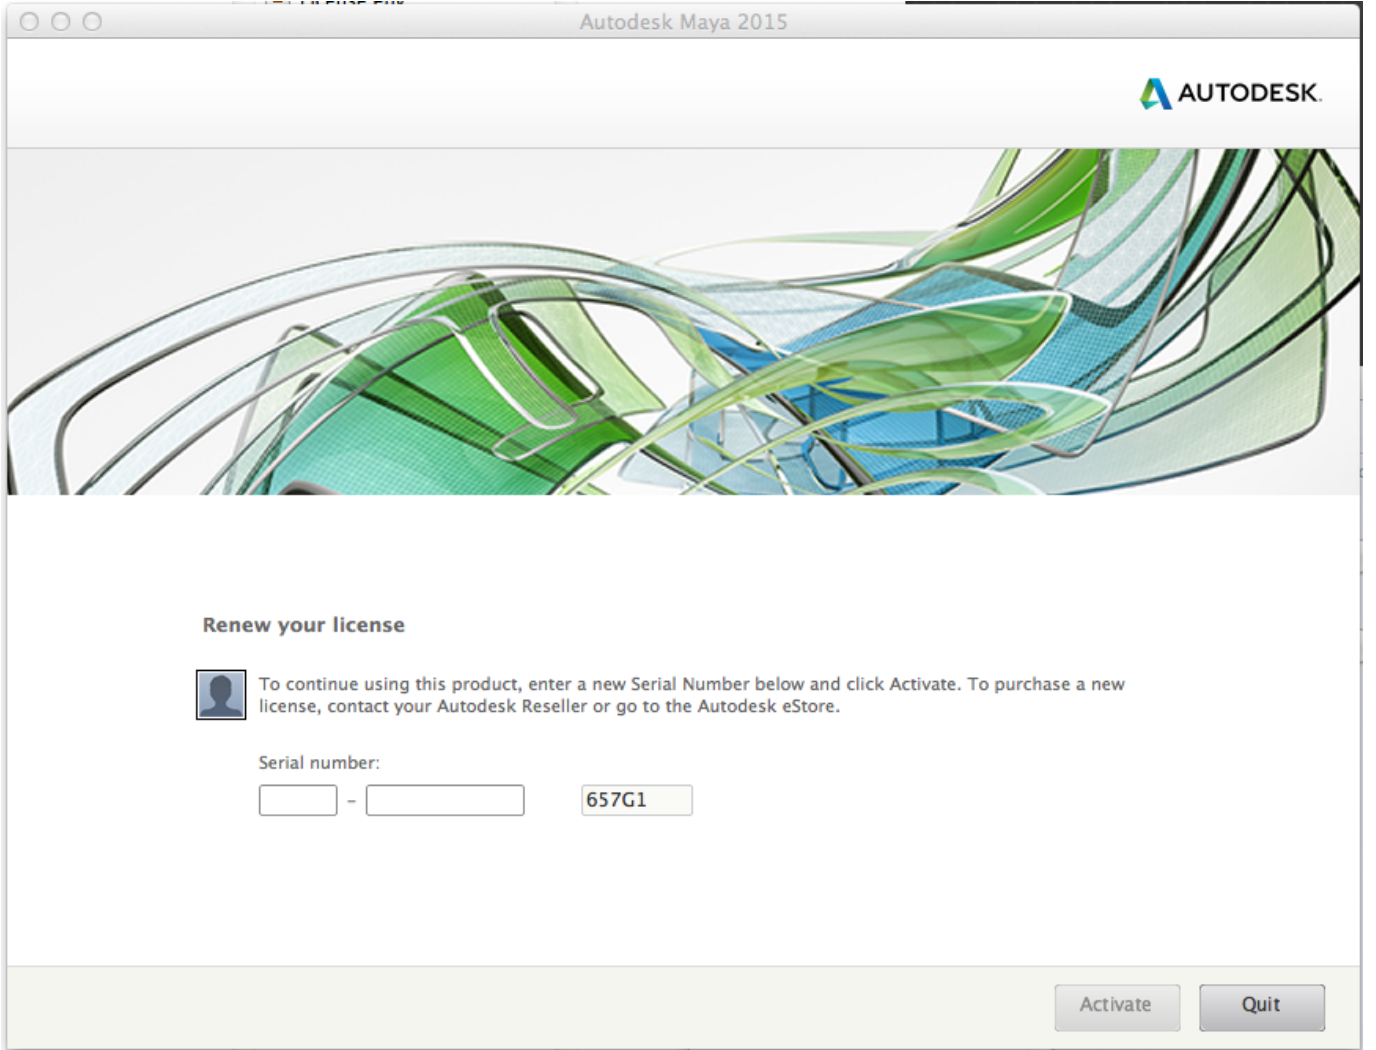 Autodesk Maya 2015
AUTODESK.
Renew your license
To continue using this product, enter a new Serial Number below and click Activate. To purchase a new
license, contact your Autodesk Reseller or go to the Autodesk eStore.
Serial number:
–
657G1
Activate
Quit